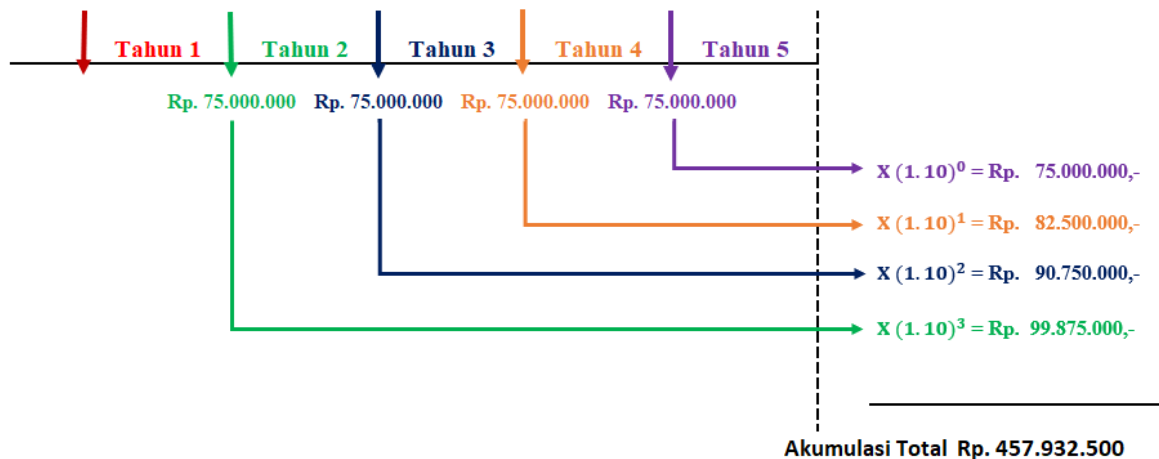 Tahun 1 Tahun 2 Tahun 3 Tahun 4 Tahun 5
Rp. 75.000.000 Rp. 75.000.000 Rp. 75.000.000 Rp. 75.000.000
X (1.10)⁰ = Rp. 75.000.000,-
X (1.10)¹ = Rp. 82.500.000,-
X (1.10)² = Rp. 90.750.000,-
X (1.10)³ = Rp. 99.875.000,-
Akumulasi Total Rp. 457.932.500